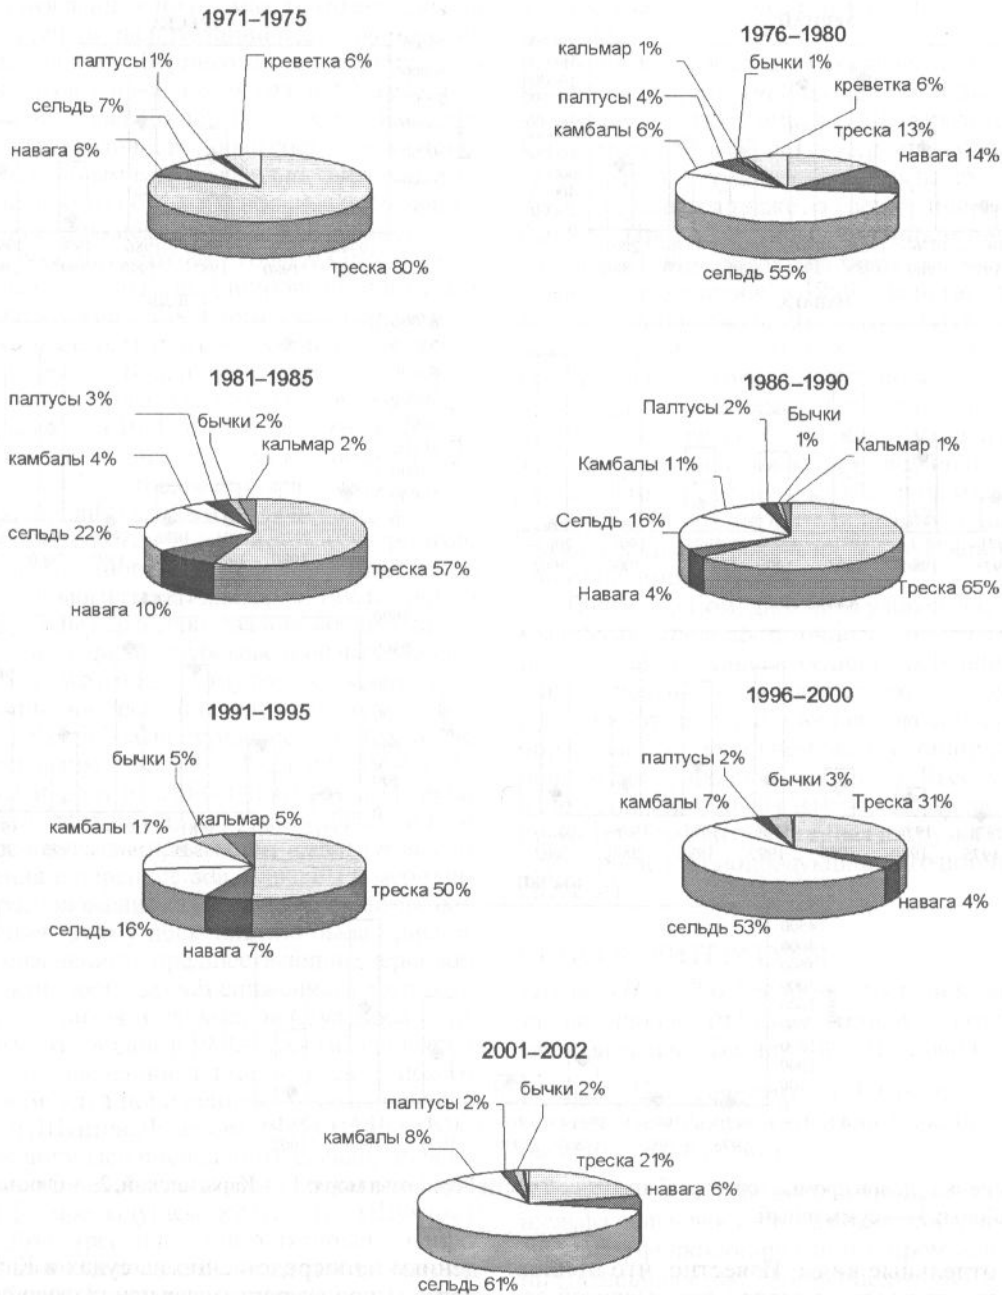 1971–1975
палтусы 1%
креветка 6%
сельдь 7%
навага 6%
треска 80%
1976–1980
кальмар 1%
бычки 1%
палтусы 4%
креветка 6%
камбалы 6%
треска 13%
навага 14%
сельдь 55%
1981–1985
палтусы 3%
бычки 2%
кальмар 2%
камбалы 4%
сельдь 22%
треска 57%
навага 10%
1986–1990
Палтусы 2%
Бычки
1%
Кальмар 1%
Камбалы 11%
Сельдь 16%
Навага 4%
Треска 65%
1991–1995
бычки 5%
камбалы 17%
кальмар 5%
треска 50%
сельдь 16%
навага 7%
1996–2000
палтусы 2%
бычки 3%
камбалы 7%
Треска 31%
навага 4%
сельдь 53%
2001–2002
бычки 2%
палтусы 2%
камбалы 8%
треска 21%
навага 6%
сельдь 61%